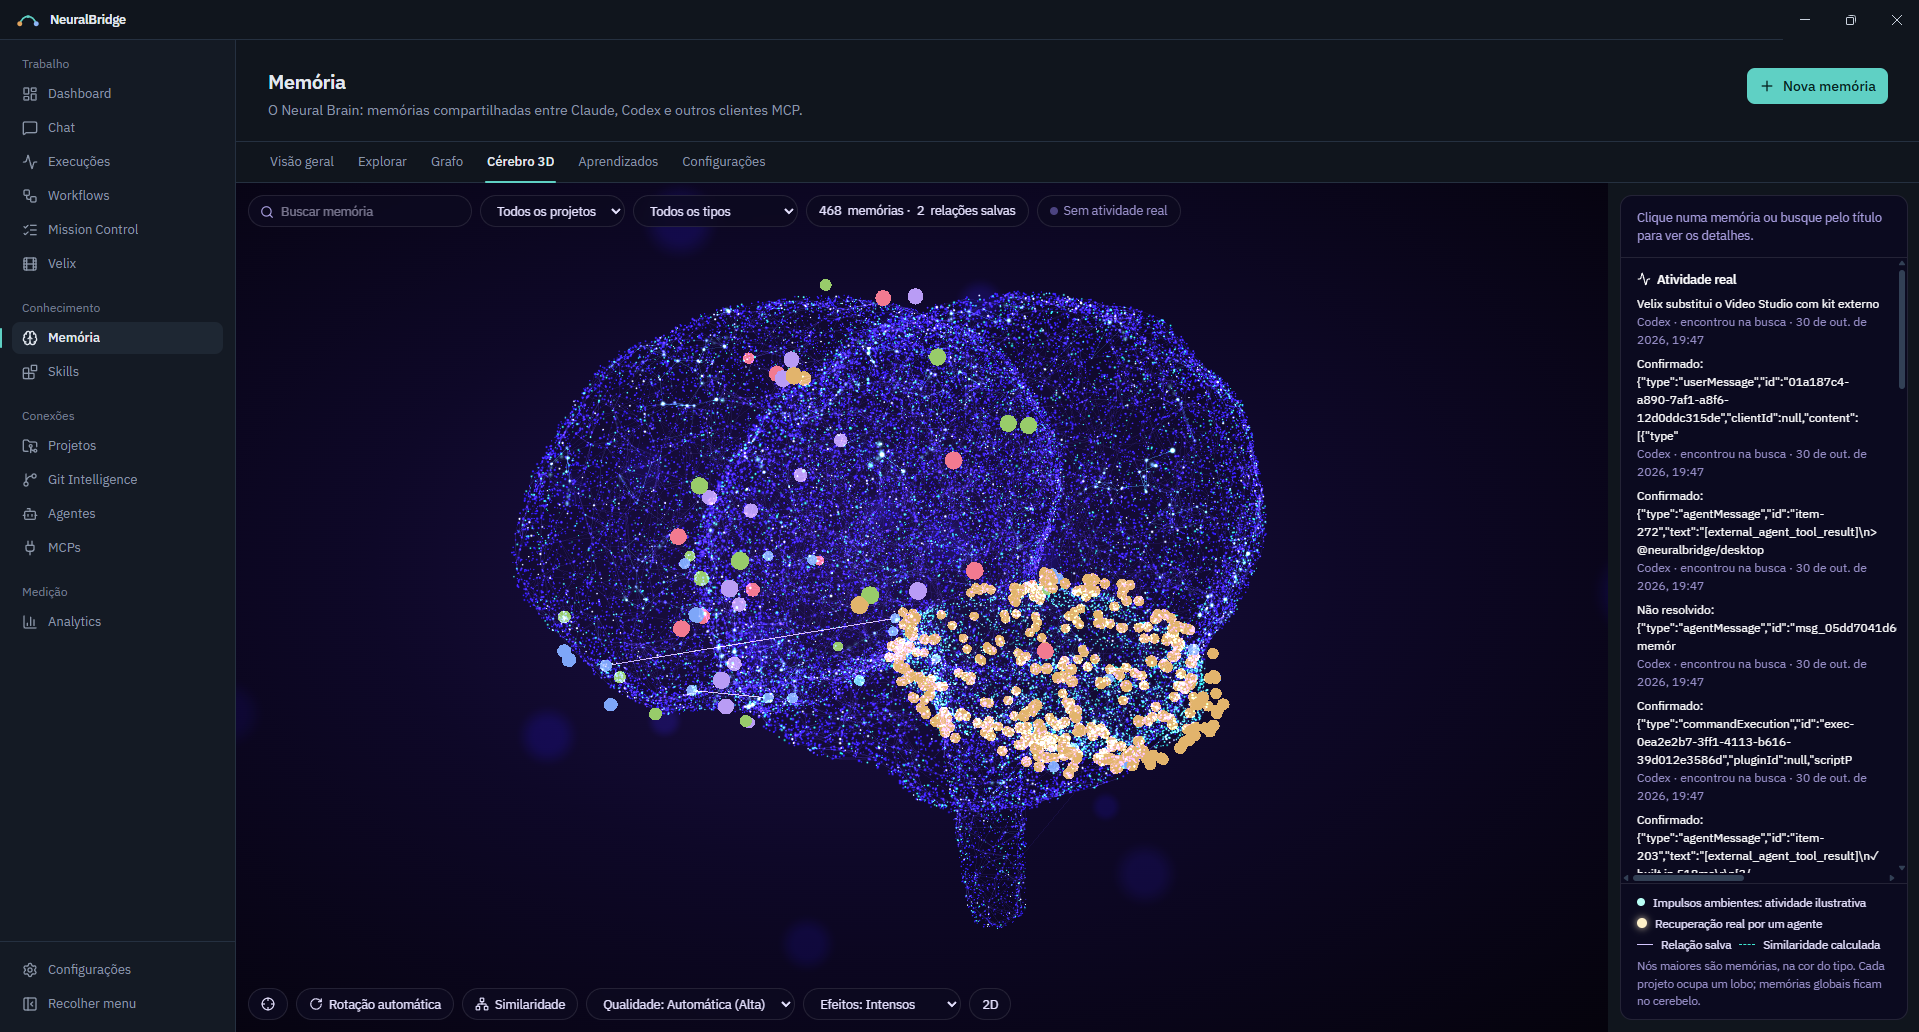 NeuralBridge
Trabalho
Dashboard
Chat
Execuções
Workflows
Mission Control
Velix
Conhecimento
Memória
Skills
Conexões
Projetos
Git Intelligence
Agentes
MCPs
Medição
Analytics
Configurações
Recolher menu
Memória
O Neural Brain: memórias compartilhadas entre Claude, Codex e outros clientes MCP.
Nova memória
Visão geral
Explorar
Grafo
Cérebro 3D
Aprendizados
Configurações
Buscar memória
Todos os projetos
Todos os tipos
468 memórias · 2 relações salvas
Sem atividade real
Rotação automática
Similaridade
Qualidade: Automática (Alta)
Efeitos: Intensos
2D
Clique numa memória ou busque pelo título
para ver os detalhes.
Atividade real
Velix substitui o Video Studio com kit externo
Codex · encontrou na busca · 30 de out. de
2026, 19:47
Confirmado:
{"type":"userMessage","id":"01a187c4-
a890-7af1-a8f6-
12d0ddc315de","clientId":null,"content":
[{"type"
Codex · encontrou na busca · 30 de out. de
2026, 19:47
Confirmado:
{"type":"agentMessage","id":"item-
272","text":"[external_agent_tool_result]\n>
@neuralbridge/desktop
Codex · encontrou na busca · 30 de out. de
2026, 19:47
Não resolvido:
{"type":"agentMessage","id":"msg_05dd7041d6
memór
Codex · encontrou na busca · 30 de out. de
2026, 19:47
Confirmado:
{"type":"commandExecution","id":"exec-
0ea2e2b7-3ff1-4113-b616-
39d012e3586d","pluginId":null,"scriptP
Codex · encontrou na busca · 30 de out. de
2026, 19:47
Confirmado:
{"type":"agentMessage","id":"item-
203","text":"[external_agent_tool_result]\n✓
built in 518ms\r\n[2/
Impulsos ambientes: atividade ilustrativa
Recuperação real por um agente
Relação salva
Similaridade calculada
Nós maiores são memórias, na cor do tipo. Cada
projeto ocupa um lobo; memórias globais ficam
no cerebelo.